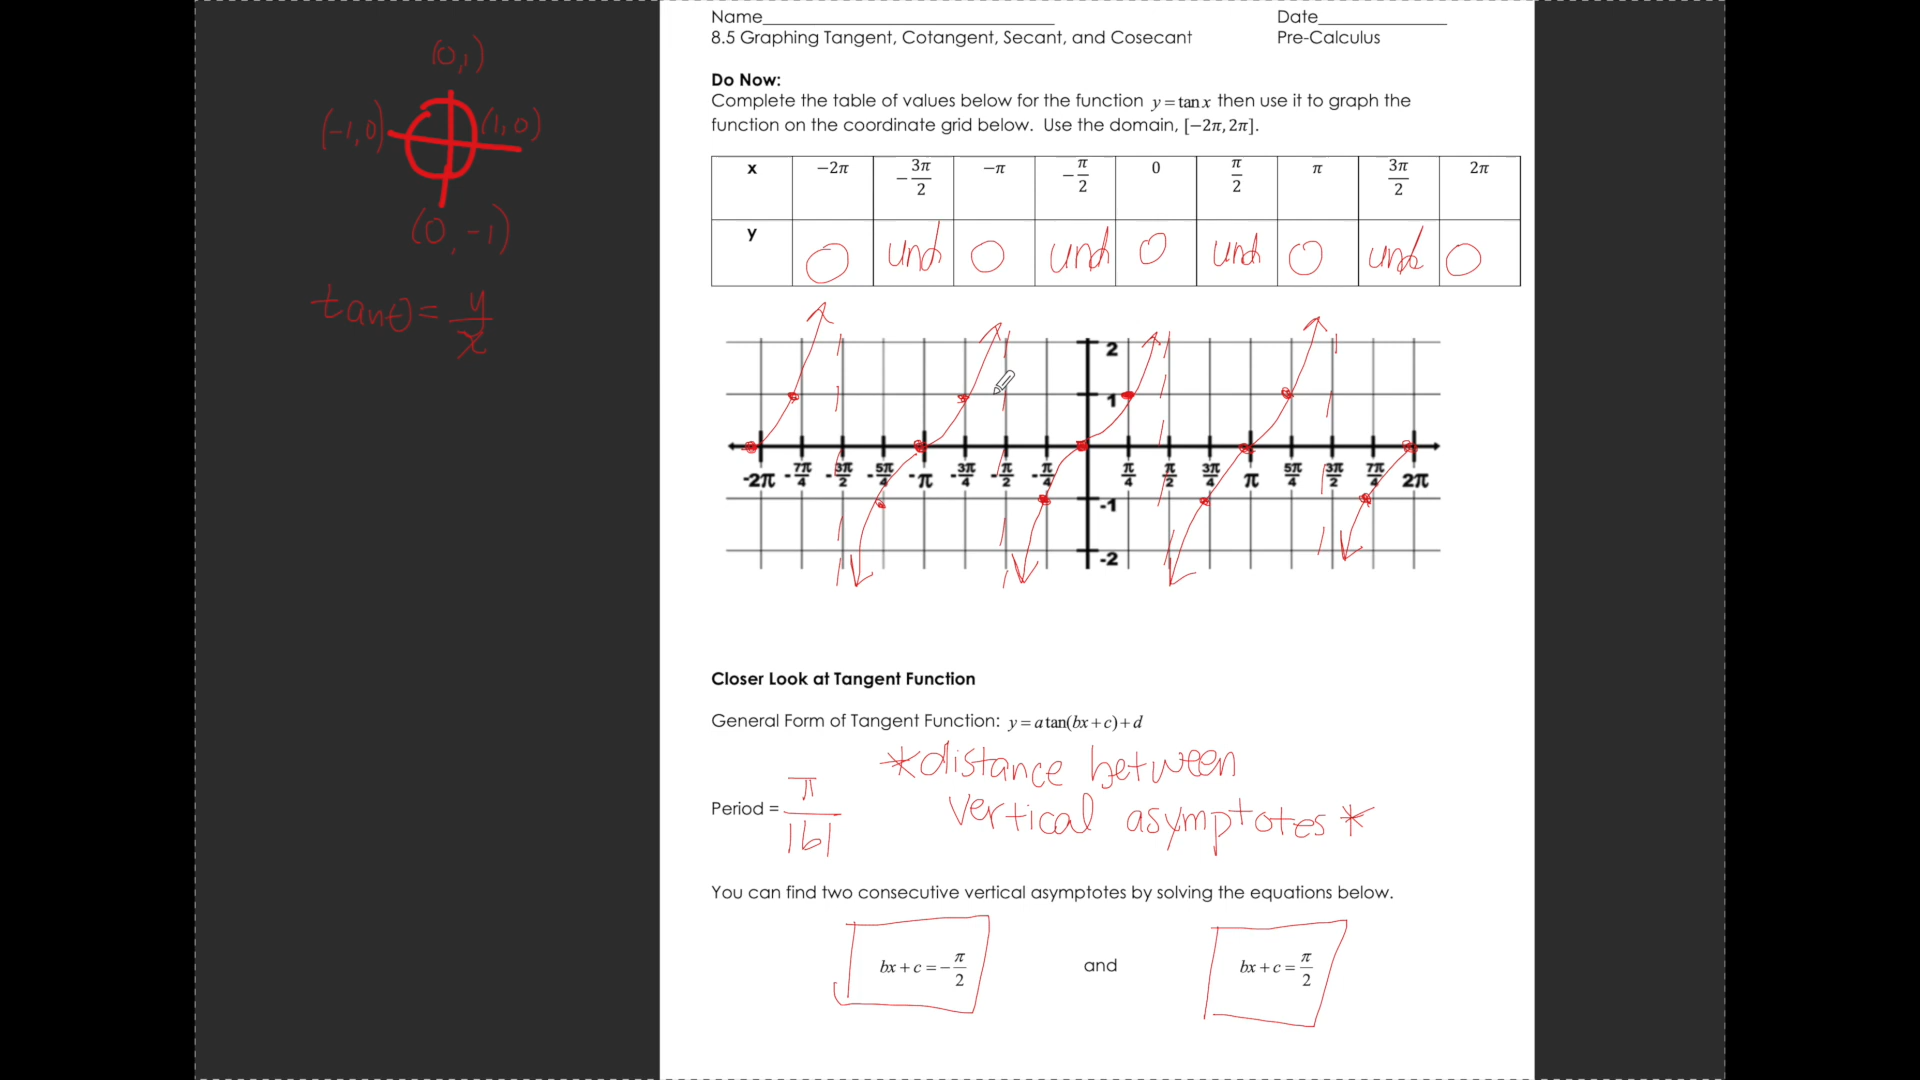 (0,1)
(-1,0)
(1,0)
(0,-1)
tanθ = y/x
Name______________ Date______________
8.5 Graphing Tangent, Cotangent, Secant, and Cosecant Pre-Calculus
Do Now:
Complete the table of values below for the function y = tan x then use it to graph the
function on the coordinate grid below. Use the domain, [−2π, 2π].
x −2π −3π/2 −π −π/2 0 π/2 π 3π/2 2π
y 0 und 0 und 0 und 0 und 0
2
1
-2π -7π/4 -3π/2 -5π/4 -π -3π/4 -π/2 -π/4 π/4 π/2 3π/4 π 5π/4 3π/2 7π/4 2π
-1
-2
Closer Look at Tangent Function
General Form of Tangent Function: y = a tan(bx + c) + d
*distance between
Period = π/|b| vertical asymptotes*
You can find two consecutive vertical asymptotes by solving the equations below.
bx + c = −π/2 and bx + c = π/2